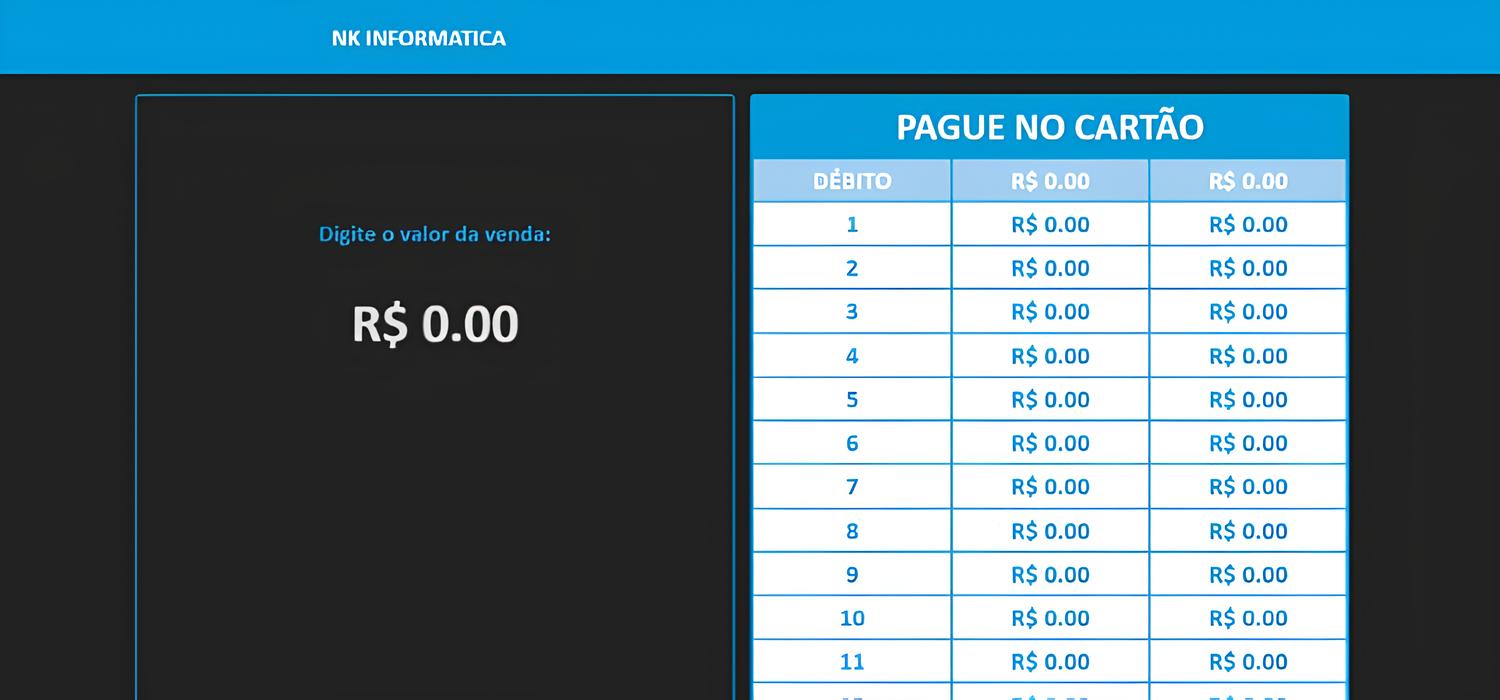 NK INFORMATICA
Digite o valor da venda:
R$ 0.00
PAGUE NO CARTÃO
DÉBITO R$ 0.00 R$ 0.00
1 R$ 0.00 R$ 0.00
2 R$ 0.00 R$ 0.00
3 R$ 0.00 R$ 0.00
4 R$ 0.00 R$ 0.00
5 R$ 0.00 R$ 0.00
6 R$ 0.00 R$ 0.00
7 R$ 0.00 R$ 0.00
8 R$ 0.00 R$ 0.00
9 R$ 0.00 R$ 0.00
10 R$ 0.00 R$ 0.00
11 R$ 0.00 R$ 0.00